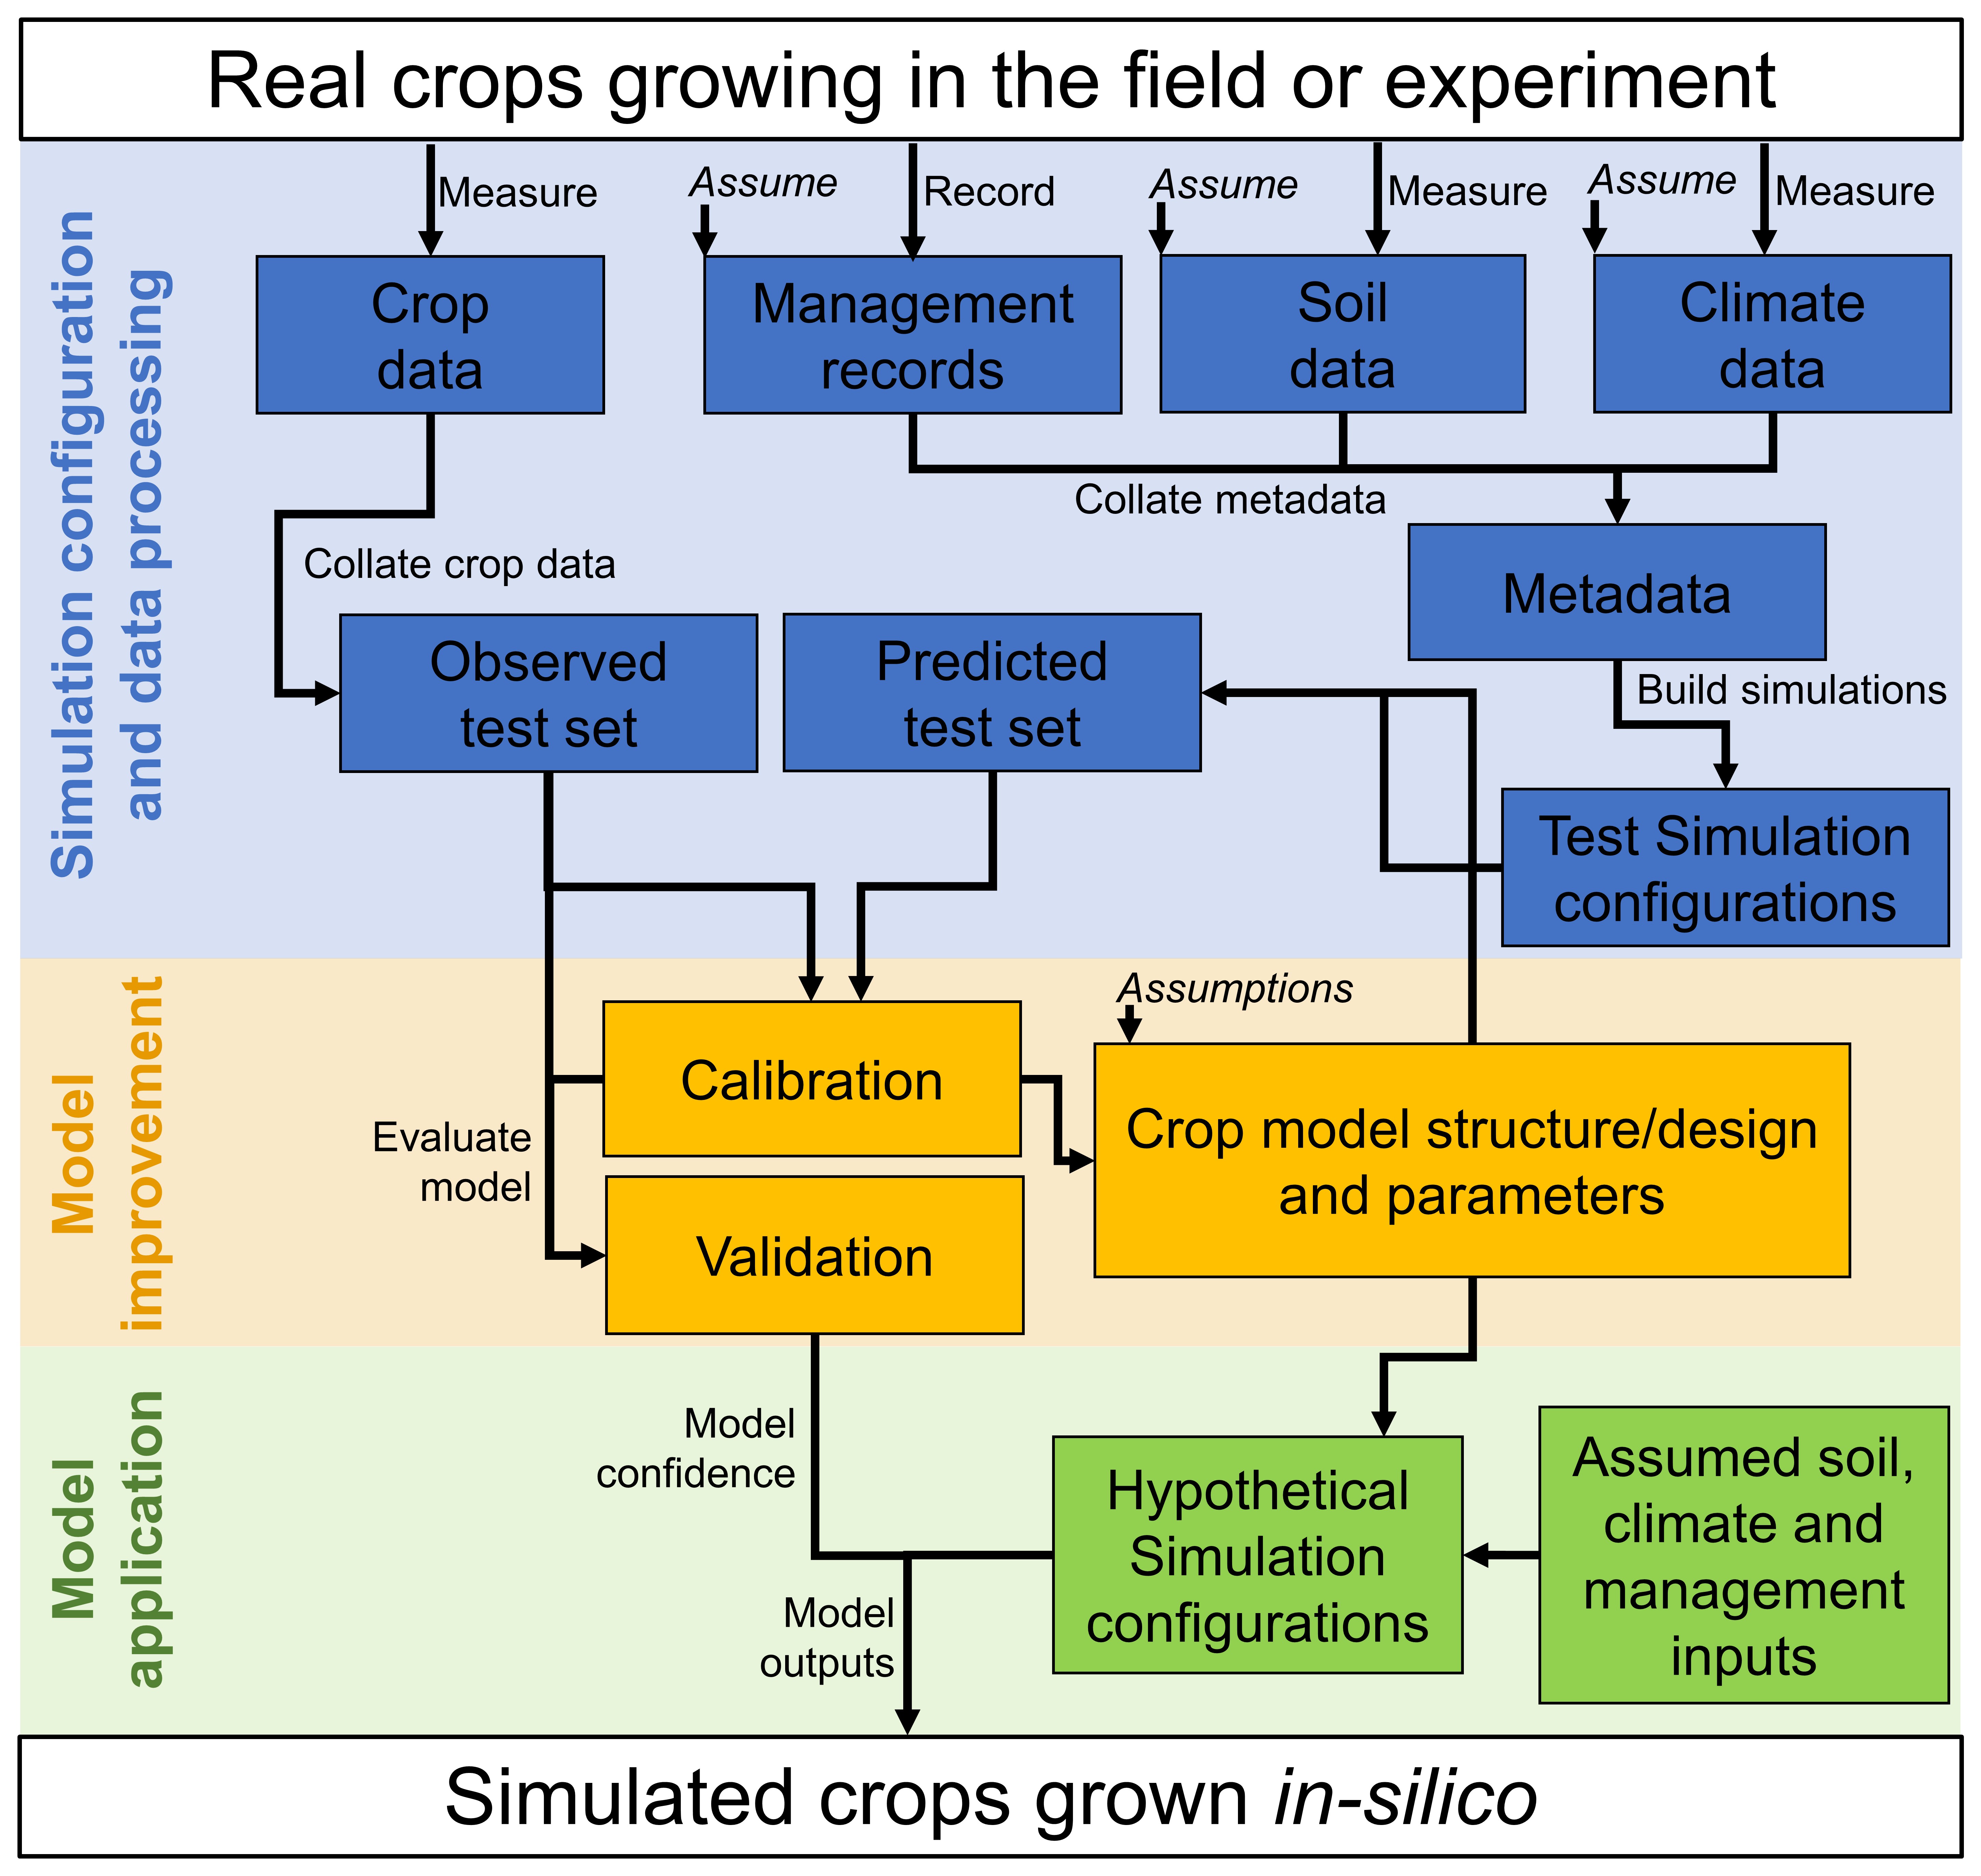 Real crops growing in the field or experiment
Simulation configuration
and data processing
Measure
Assume
Record
Assume
Measure
Assume
Measure
Crop
data
Management
records
Soil
data
Climate
data
Collate metadata
Collate crop data
Metadata
Observed
test set
Predicted
test set
Build simulations
Test Simulation
configurations
Model
improvement
Assumptions
Calibration
Evaluate
model
Crop model structure/design
and parameters
Validation
Model
application
Model
confidence
Hypothetical
Simulation
configurations
Assumed soil,
climate and
management
inputs
Model
outputs
Simulated crops grown in-silico